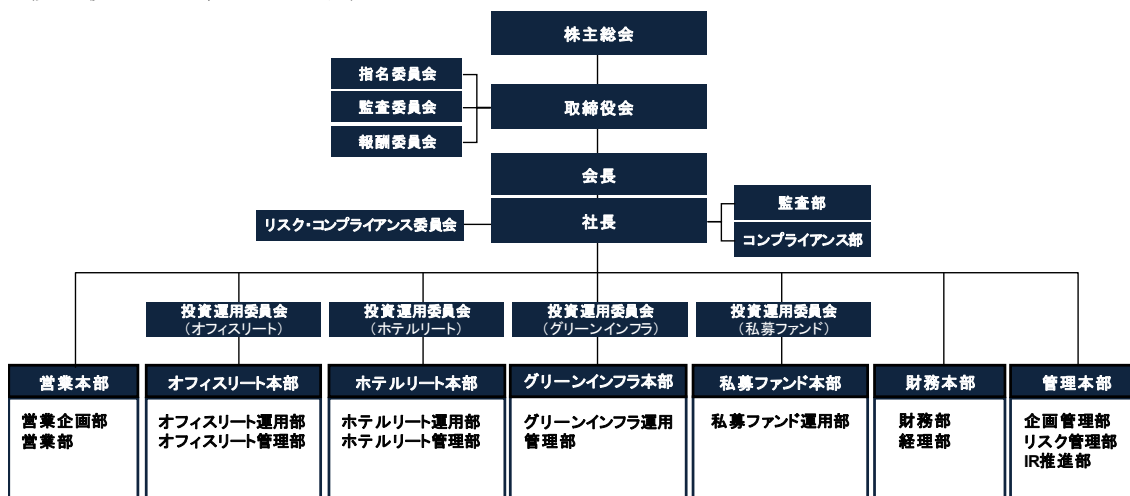 株主総会
指名委員会
監査委員会
報酬委員会
取締役会
会長
社長
リスク・コンプライアンス委員会
監査部
コンプライアンス部
投資運用委員会
（オフィスリート）
投資運用委員会
（ホテルリート）
投資運用委員会
（グリーンインフラ）
投資運用委員会
（私募ファンド）
営業本部
営業企画部
営業部
オフィスリート本部
オフィスリート運用部
オフィスリート管理部
ホテルリート本部
ホテルリート運用部
ホテルリート管理部
グリーンインフラ本部
グリーンインフラ運用
管理部
私募ファンド本部
私募ファンド運用部
財務本部
財務部
経理部
管理本部
企画管理部
リスク管理部
IR推進部